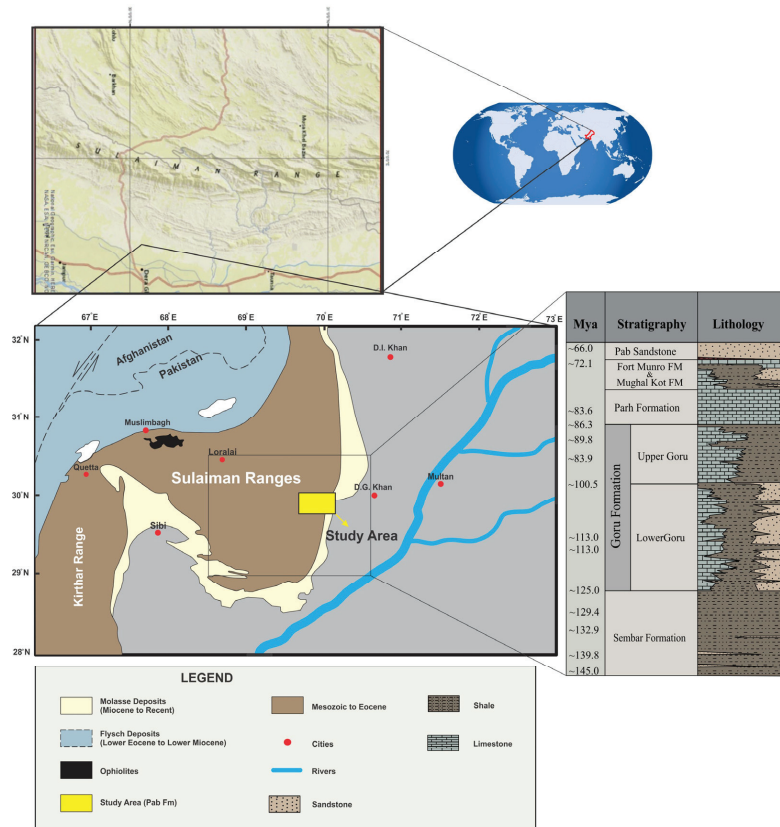 SULAIMAN RANGE
67˚E
68˚E
69˚E
70˚E
71˚E
72˚E
73˚E
32˚N
31˚N
30˚N
29˚N
28˚N
Afghanistan
Pakistan
D.I. Khan
Muslimbagh
Loralai
Quetta
Sulaiman Ranges
Multan
D.G. Khan
Study Area
Sibi
Kirthar Range
Mya
Stratigraphy
Lithology
~66.0
Pab Sandstone
~72.1
Fort Munro FM
&
Mughal Kot FM
~83.6
Parh Formation
~86.3
~89.8
Upper Goru
~83.9
~100.5
Goru Formation
LowerGoru
~113.0
~113.0
~125.0
~129.4
~132.9
Sembar Formation
~139.8
~145.0
LEGEND
Molasse Deposits
(Miocene to Recent)
Flysch Deposits
(Lower Eocene to Lower Miocene)
Ophiolites
Study Area (Pab Fm)
Mesozoic to Eocene
Cities
Rivers
Sandstone
Shale
Limestone